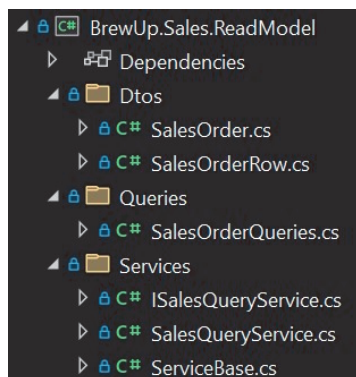 C# BrewUp.Sales.ReadModel
Dependencies
Dtos
C# SalesOrder.cs
C# SalesOrderRow.cs
Queries
C# SalesOrderQueries.cs
Services
C# ISalesQueryService.cs
C# SalesQueryService.cs
C# ServiceBase.cs